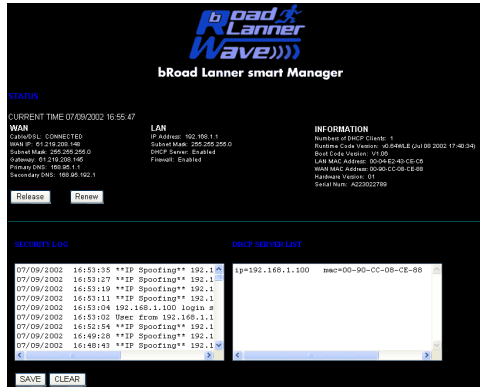 bRoad
Lanner
Wave
bRoad Lanner smart Manager
STATUS
CURRENT TIME 07/09/2002 16:55:47
WAN
Cable/DSL: CONNECTED
WAN IP: 61.219.208.148
Subnet Mask: 255.255.255.0
Gateway: 61.219.208.145
Primary DNS: 168.95.1.1
Secondary DNS: 168.95.192.1
Release Renew
LAN
IP Address: 192.168.1.1
Subnet Mask: 255.255.255.0
DHCP Server: Enabled
Firewall: Enabled
INFORMATION
Numbers of DHCP Clients: 1
Runtime Code Version: v0.64WLE (Jul 08 2002 17:40:34)
Boot Code Version: V1.06
LAN MAC Address: 00-04-E2-43-CE-C6
WAN MAC Address: 00-90-CC-08-CE-88
Hardware Version: 01
Serial Num: A223022789
SECURITY LOG
07/09/2002 16:53:35 **IP Spoofing** 192.1
07/09/2002 16:53:27 **IP Spoofing** 192.1
07/09/2002 16:53:19 **IP Spoofing** 192.1
07/09/2002 16:53:11 **IP Spoofing** 192.1
07/09/2002 16:53:04 192.168.1.100 login s
07/09/2002 16:53:02 User from 192.168.1.1
07/09/2002 16:52:54 **IP Spoofing** 192.1
07/09/2002 16:49:28 **IP Spoofing** 192.1
07/09/2002 16:48:43 **IP Spoofing** 192.1
DHCP SERVER LIST
ip=192.168.1.100 mac=00-90-CC-08-CE-88
SAVE CLEAR